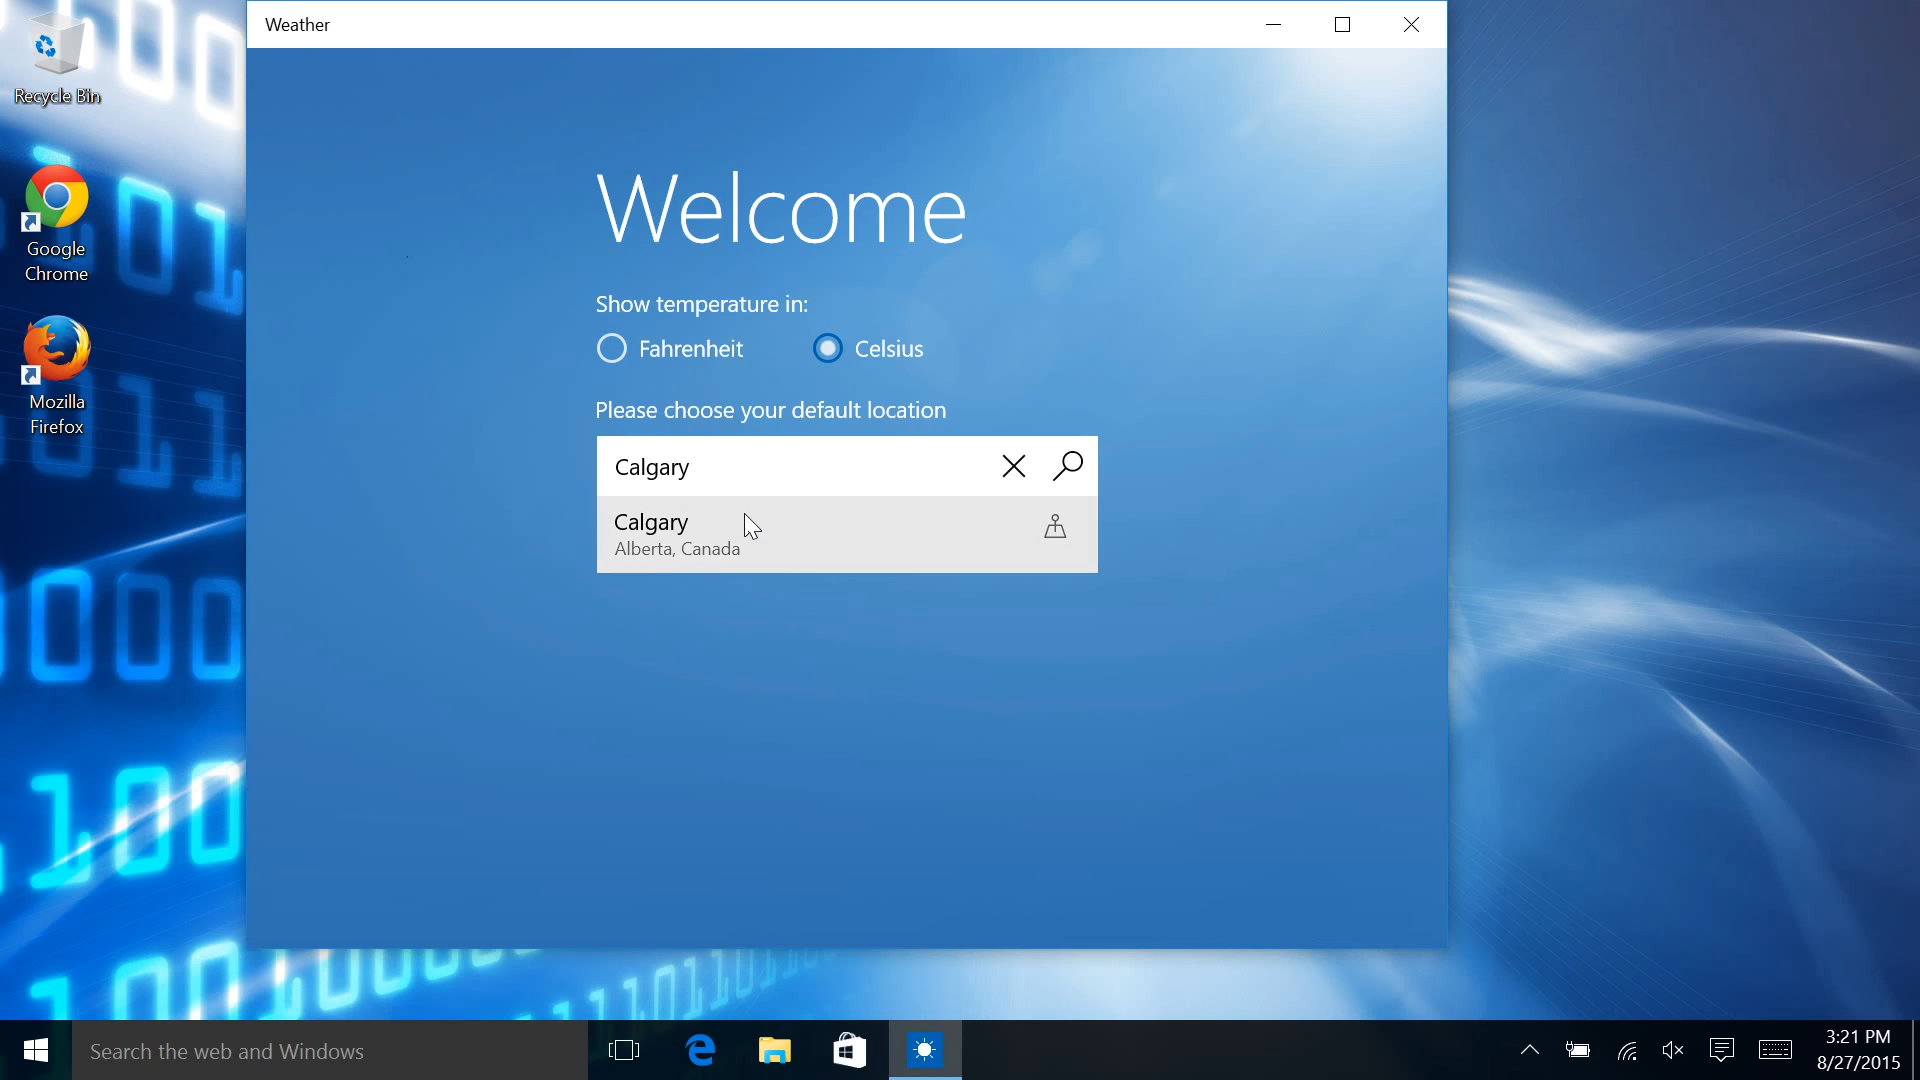 Weather
Recycle Bin
Google
Chrome
Mozilla
Firefox
Welcome
Show temperature in:
Fahrenheit
Celsius
Please choose your default location
Calgary
Calgary
Alberta, Canada
Search the web and Windows
3:21 PM
8/27/2015